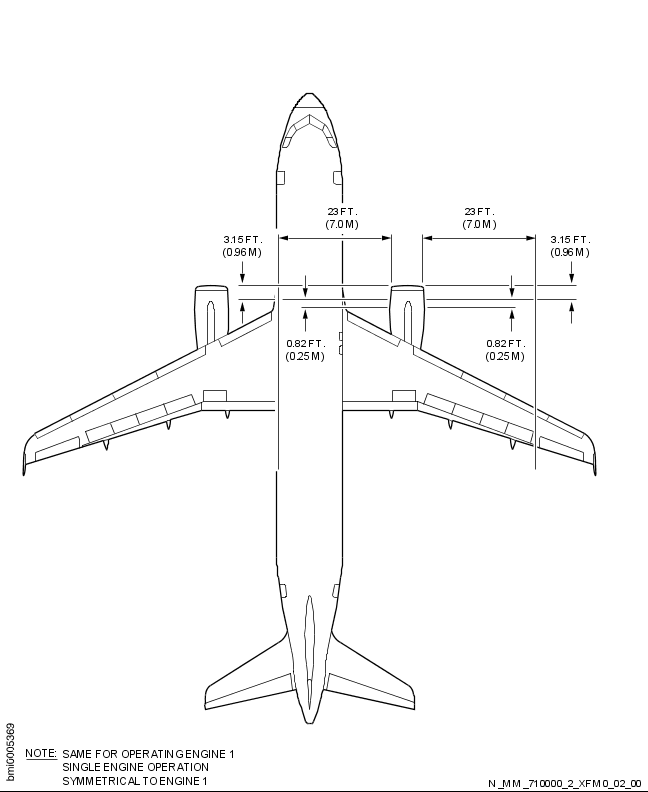 23 FT.
(7.0 M)
23 FT.
(7.0 M)
3.15 FT.
(0.96 M)
3.15 FT.
(0.96 M)
0.82 FT.
(0.25 M)
0.82 FT.
(0.25 M)
bmi0005369
NOTE: SAME FOR OPERATING ENGINE 1
SINGLE ENGINE OPERATION
SYMMETRICAL TO ENGINE 1
N_MM_710000_2_XFM0_02_00